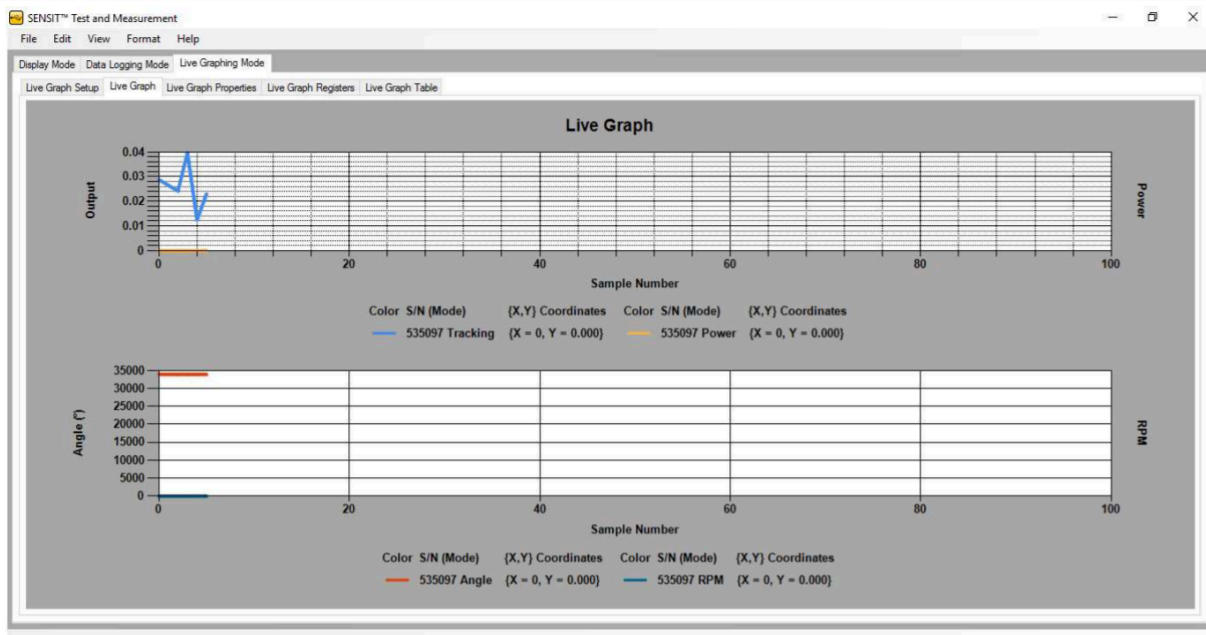 SENSIT™ Test and Measurement
File Edit View Format Help
Display Mode Data Logging Mode Live Graphing Mode
Live Graph Setup Live Graph Live Graph Properties Live Graph Registers Live Graph Table
Live Graph
Output
0.04
0.03
0.02
0.01
0
Power
0 20 40 60 80 100
Sample Number
Color S/N (Mode) {X,Y} Coordinates Color S/N (Mode) {X,Y} Coordinates
535097 Tracking {X = 0, Y = 0.000} 535097 Power {X = 0, Y = 0.000}
Angle (°)
35000
30000
25000
20000
15000
10000
5000
0
RPM
0 20 40 60 80 100
Sample Number
Color S/N (Mode) {X,Y} Coordinates Color S/N (Mode) {X,Y} Coordinates
535097 Angle {X = 0, Y = 0.000} 535097 RPM {X = 0, Y = 0.000}